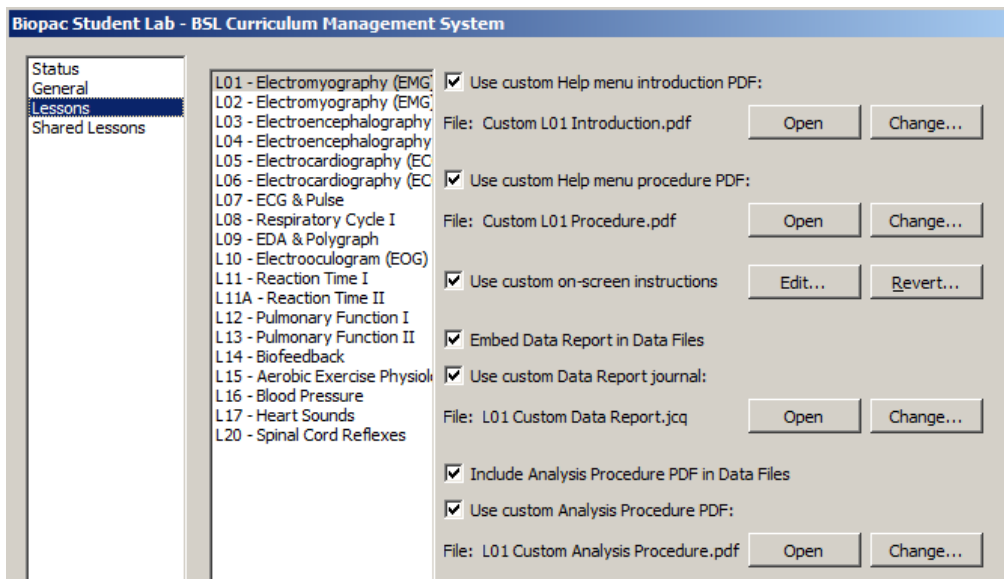 Biopac Student Lab - BSL Curriculum Management System
Status
General
Lessons
Shared Lessons
L01 - Electromyography (EMG)
L02 - Electromyography (EMG)
L03 - Electroencephalography
L04 - Electroencephalography
L05 - Electrocardiography (EC
L06 - Electrocardiography (EC
L07 - ECG & Pulse
L08 - Respiratory Cycle I
L09 - EDA & Polygraph
L10 - Electrooculogram (EOG)
L11 - Reaction Time I
L11A - Reaction Time II
L12 - Pulmonary Function I
L13 - Pulmonary Function II
L14 - Biofeedback
L15 - Aerobic Exercise Physiolo
L16 - Blood Pressure
L17 - Heart Sounds
L20 - Spinal Cord Reflexes
Use custom Help menu introduction PDF:
File: Custom L01 Introduction.pdf Open Change...
Use custom Help menu procedure PDF:
File: Custom L01 Procedure.pdf Open Change...
Use custom on-screen instructions Edit... Revert...
Embed Data Report in Data Files
Use custom Data Report journal:
File: L01 Custom Data Report.jcq Open Change...
Include Analysis Procedure PDF in Data Files
Use custom Analysis Procedure PDF:
File: L01 Custom Analysis Procedure.pdf Open Change...